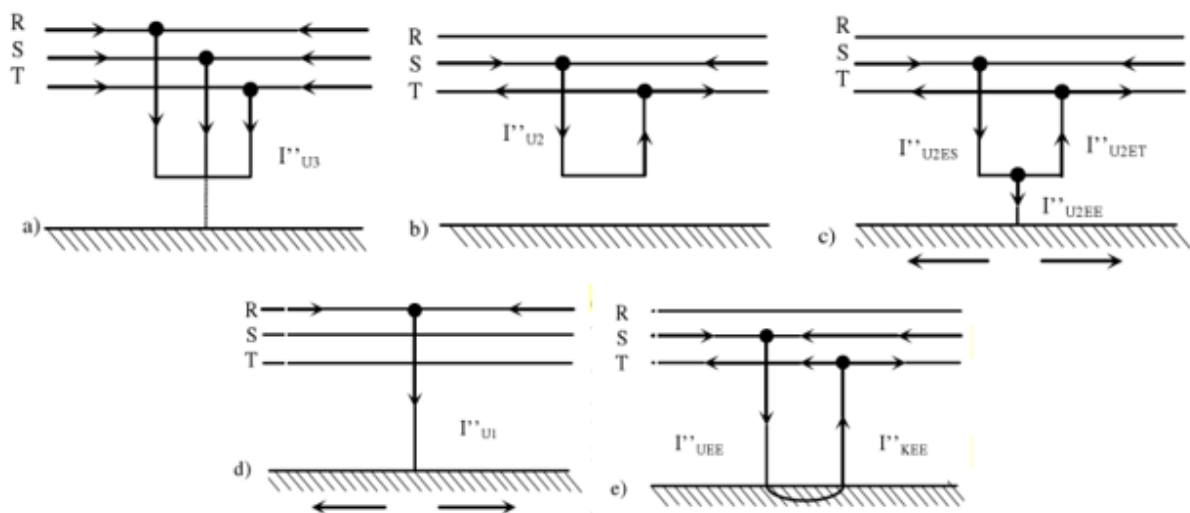 R
S
T
I''U3
a)
R
S
T
I''U2
b)
R
S
T
I''U2ES
I''U2ET
I''U2EE
c)
R
S
T
I''U1
d)
R
S
T
I''UEE
I''KEE
e)